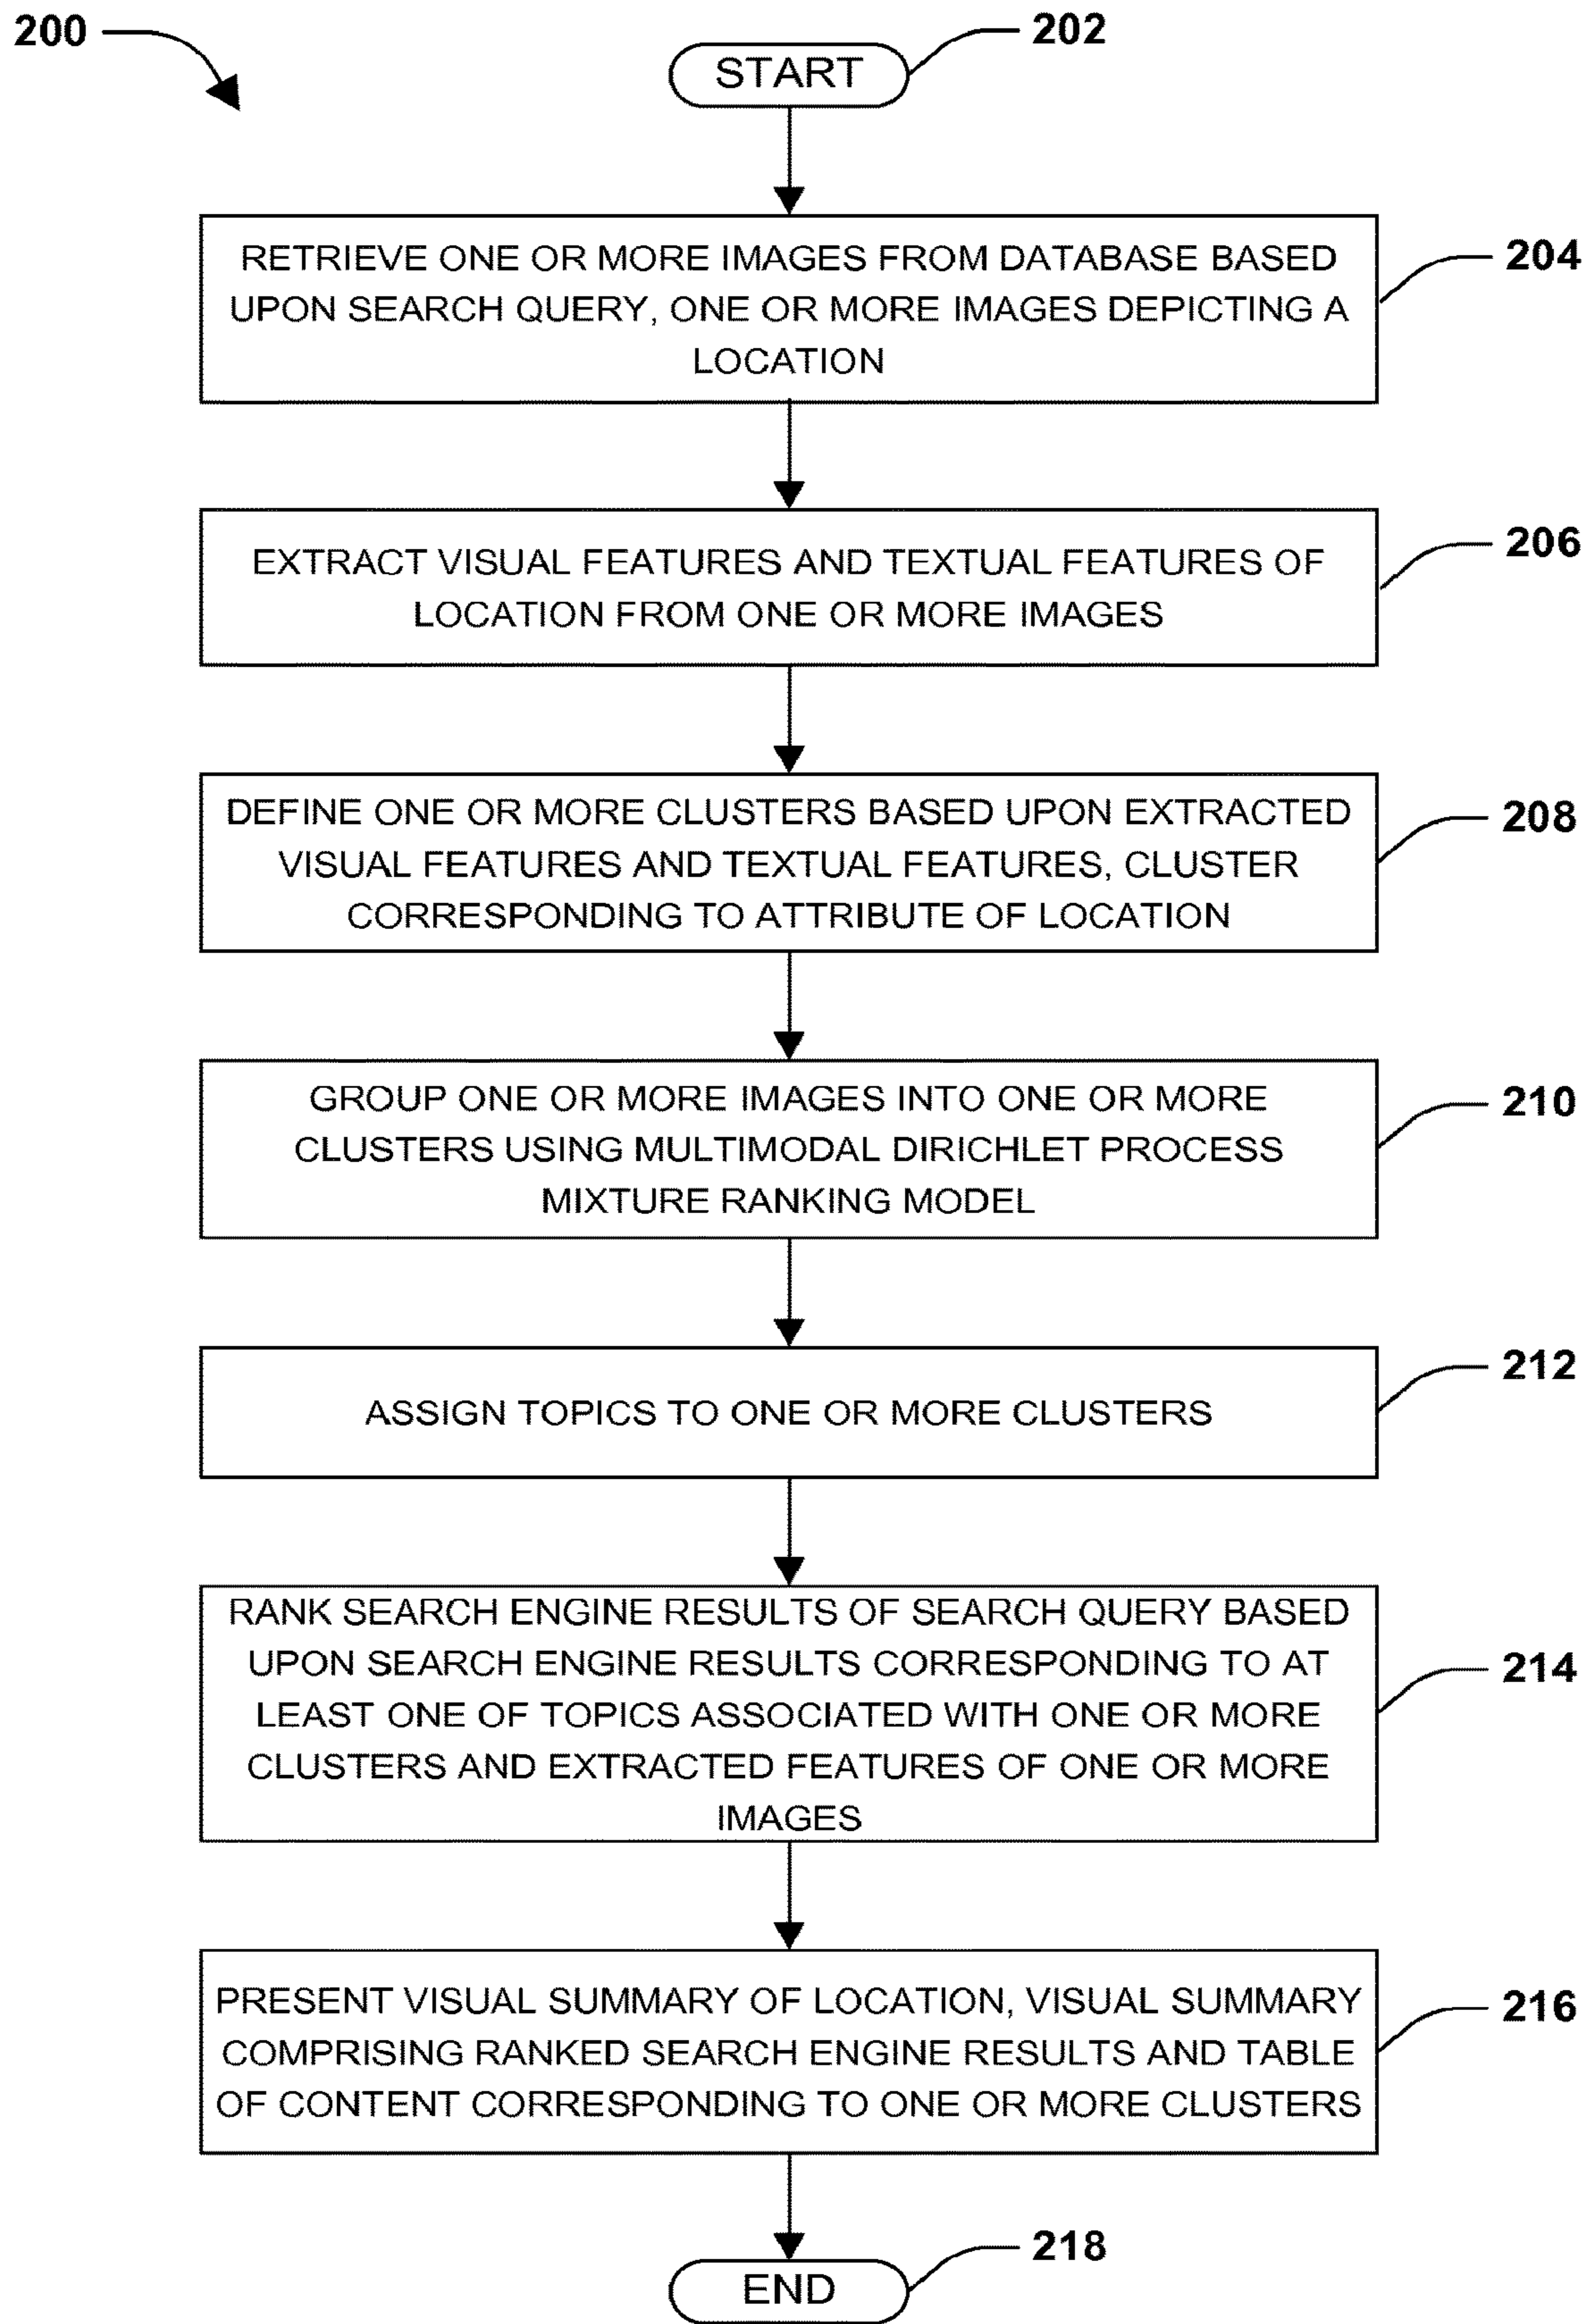 200
202
START
RETRIEVE ONE OR MORE IMAGES FROM DATABASE BASED
UPON SEARCH QUERY, ONE OR MORE IMAGES DEPICTING A
LOCATION
204
EXTRACT VISUAL FEATURES AND TEXTUAL FEATURES OF
LOCATION FROM ONE OR MORE IMAGES
206
DEFINE ONE OR MORE CLUSTERS BASED UPON EXTRACTED
VISUAL FEATURES AND TEXTUAL FEATURES, CLUSTER
CORRESPONDING TO ATTRIBUTE OF LOCATION
208
GROUP ONE OR MORE IMAGES INTO ONE OR MORE
CLUSTERS USING MULTIMODAL DIRICHLET PROCESS
MIXTURE RANKING MODEL
210
ASSIGN TOPICS TO ONE OR MORE CLUSTERS
212
RANK SEARCH ENGINE RESULTS OF SEARCH QUERY BASED
UPON SEARCH ENGINE RESULTS CORRESPONDING TO AT
LEAST ONE OF TOPICS ASSOCIATED WITH ONE OR MORE
CLUSTERS AND EXTRACTED FEATURES OF ONE OR MORE
IMAGES
214
PRESENT VISUAL SUMMARY OF LOCATION, VISUAL SUMMARY
COMPRISING RANKED SEARCH ENGINE RESULTS AND TABLE
OF CONTENT CORRESPONDING TO ONE OR MORE CLUSTERS
216
218
END